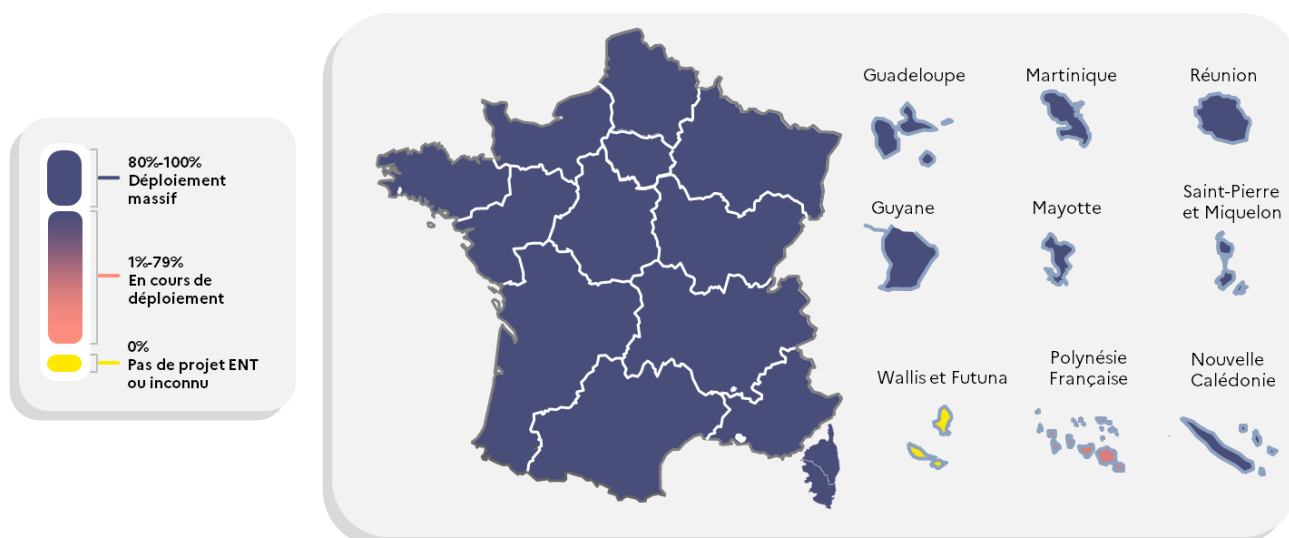 80%-100%
Déploiement
massif
1%-79%
En cours de
déploiement
0%
Pas de projet ENT
ou inconnu
Guadeloupe
Martinique
Réunion
Guyane
Mayotte
Saint-Pierre
et Miquelon
Wallis et Futuna
Polynésie
Française
Nouvelle
Calédonie